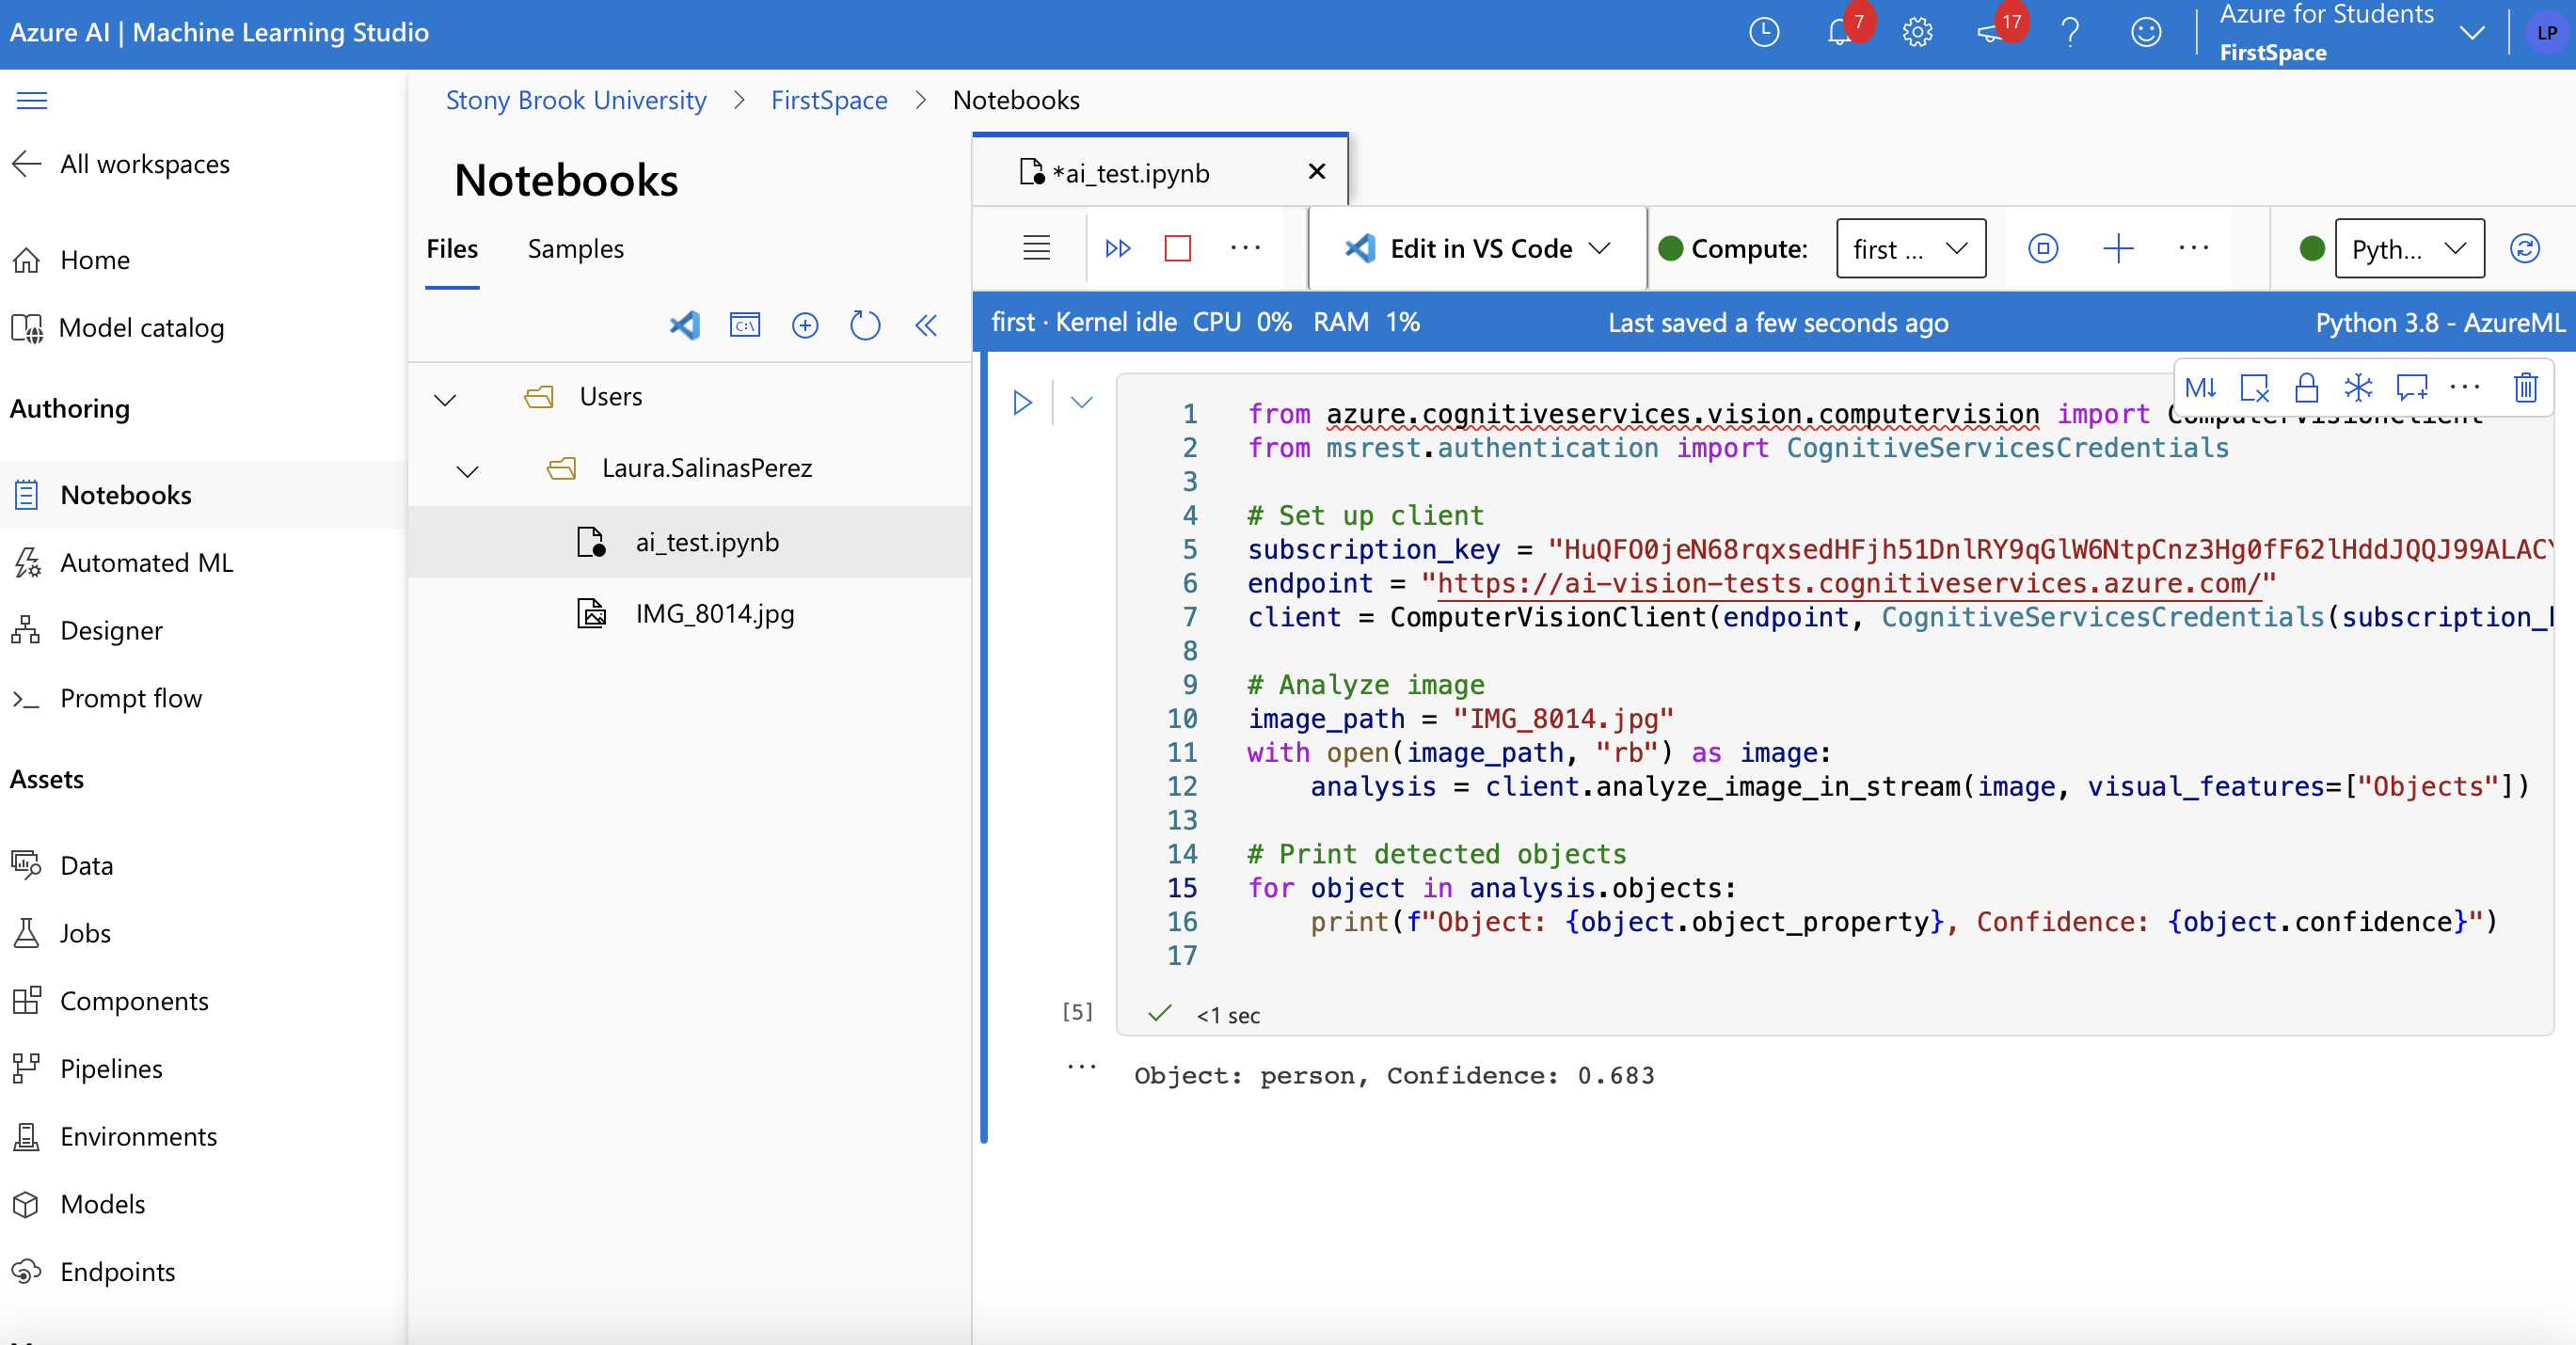 Azure AI | Machine Learning Studio
7
17
Azure for Students
FirstSpace
LP
All workspaces
Home
Model catalog
Authoring
Notebooks
Automated ML
Designer
Prompt flow
Assets
Data
Jobs
Components
Pipelines
Environments
Models
Endpoints
Stony Brook University > FirstSpace > Notebooks
Notebooks
Files
Samples
Users
Laura.SalinasPerez
ai_test.ipynb
IMG_8014.jpg
*ai_test.ipynb
Edit in VS Code
Compute:
first ...
Pyth...
first · Kernel idle CPU 0% RAM 1%
Last saved a few seconds ago
Python 3.8 - AzureML
M↓
1 from azure.cognitiveservices.vision.computervision import ComputerVisionClient
2 from msrest.authentication import CognitiveServicesCredentials
3
4 # Set up client
5 subscription_key = "HuQFO0jeN68rqxsedHFjh51DnlRY9qGlW6NtpCnz3Hg0fF62lHddJQQJ99ALACY
6 endpoint = "https://ai-vision-tests.cognitiveservices.azure.com/"
7 client = ComputerVisionClient(endpoint, CognitiveServicesCredentials(subscription_
8
9 # Analyze image
10 image_path = "IMG_8014.jpg"
11 with open(image_path, "rb") as image:
12 analysis = client.analyze_image_in_stream(image, visual_features=["Objects"])
13
14 # Print detected objects
15 for object in analysis.objects:
16 print(f"Object: {object.object_property}, Confidence: {object.confidence}")
17
[5]
<1 sec
Object: person, Confidence: 0.683